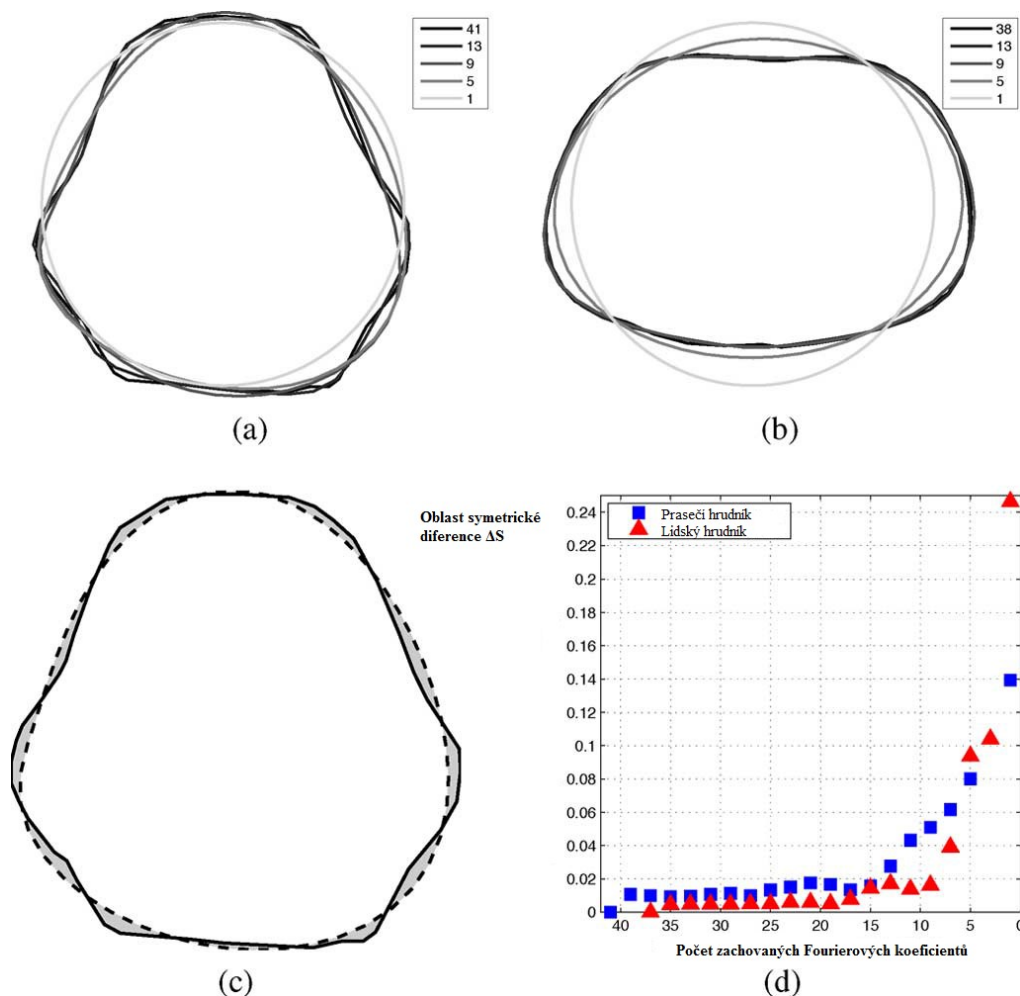 41
13
9
5
1
38
13
9
5
1
(a)
(b)
Oblast symetrické
diference ΔS
Prasečí hrudník
Lidský hrudník
0.24
0.22
0.2
0.18
0.16
0.14
0.12
0.1
0.08
0.06
0.04
0.02
0
40 35 30 25 20 15 10 5 0
Počet zachovaných Fourierových koeficientů
(c)
(d)